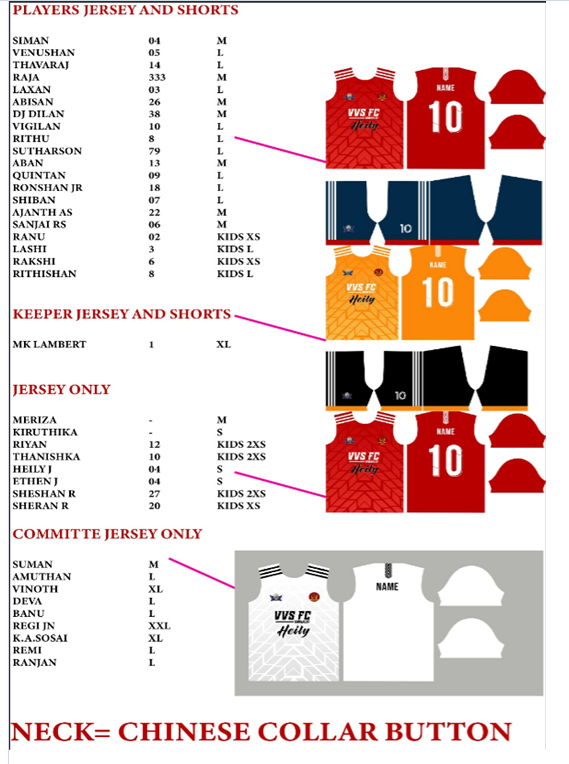 PLAYERS JERSEY AND SHORTS
SIMAN 04 M
VENUSHAN 05 L
THAVARAJ 14 L
RAJA 333 M
LAXAN 03 L
ABISAN 26 M
DJ DILAN 38 M
VIGILAN 10 L
RITHU 8 L
SUTHARSON 79 L
ABAN 13 M
QUINTAN 09 L
RONSHAN JR 18 L
SHIBAN 07 L
AJANTH AS 22 M
SANJAI RS 06 M
RANU 02 KIDS XS
LASHI 3 KIDS L
RAKSHI 6 KIDS XS
RITHISHAN 8 KIDS L
VVS FC
Heily
NAME
10
10
KEEPER JERSEY AND SHORTS
MK LAMBERT 1 XL
VVS FC
Heily
NAME
10
10
JERSEY ONLY
MERIZA - M
KIRUTHIKA - S
RIYAN 12 KIDS 2XS
THANISHKA 10 KIDS 2XS
HEILY J 04 S
ETHEN J 04 S
SHESHAN R 27 KIDS 2XS
SHERAN R 20 KIDS XS
VVS FC
Heily
NAME
10
COMMITTE JERSEY ONLY
SUMAN M
AMUTHAN L
VINOTH XL
DEVA L
BANU L
REGI JN XXL
K.A.SOSAI XL
REMI L
RANJAN L
VVS FC
Heily
NAME
NECK= CHINESE COLLAR BUTTON